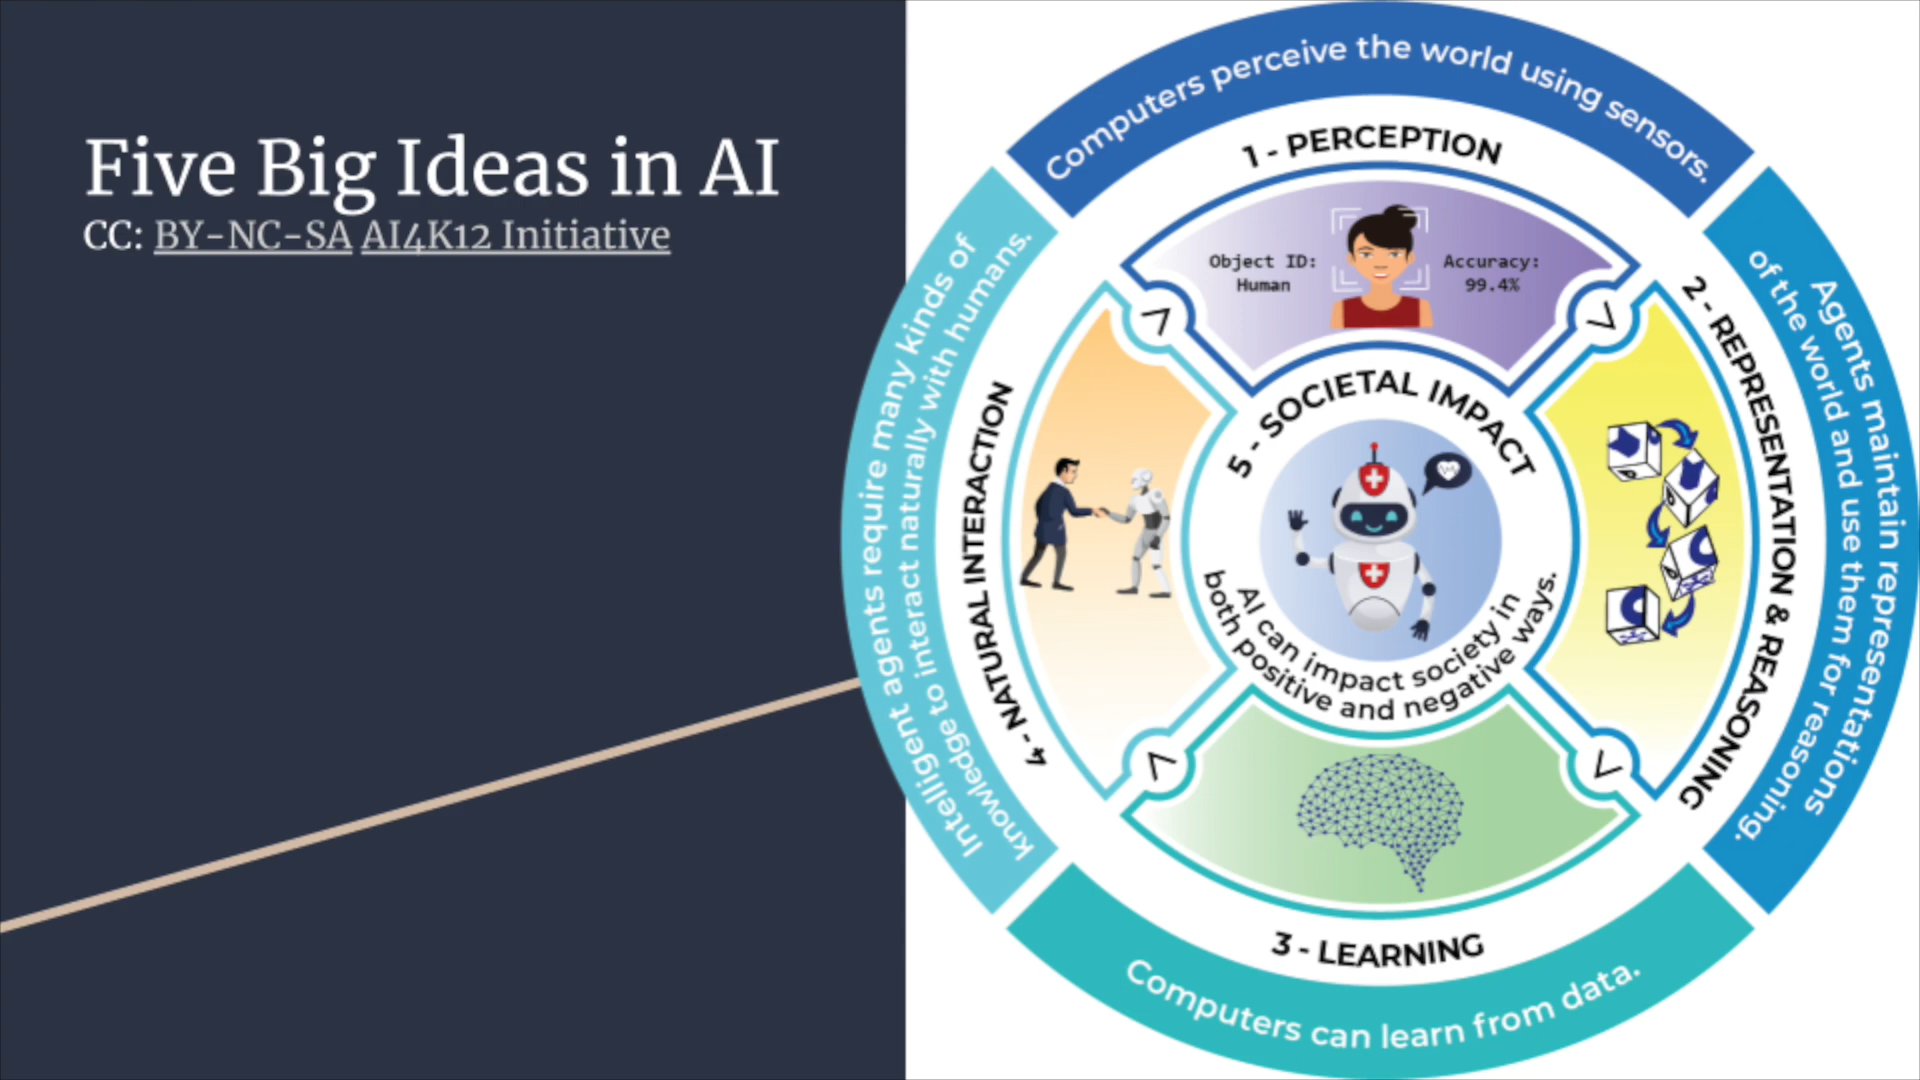 Five Big Ideas in AI
CC: BY-NC-SA AI4K12 Initiative
Computers perceive the world using sensors.
1 - PERCEPTION
Object ID:
Human
Accuracy:
99.4%
Agents maintain representations
of the world and use them for reasoning.
2 - REPRESENTATION & REASONING
3 - LEARNING
Computers can learn from data.
Intelligent agents require many kinds of
knowledge to interact naturally with humans.
4 - NATURAL INTERACTION
5 - SOCIETAL IMPACT
AI can impact society in
both positive and negative ways.